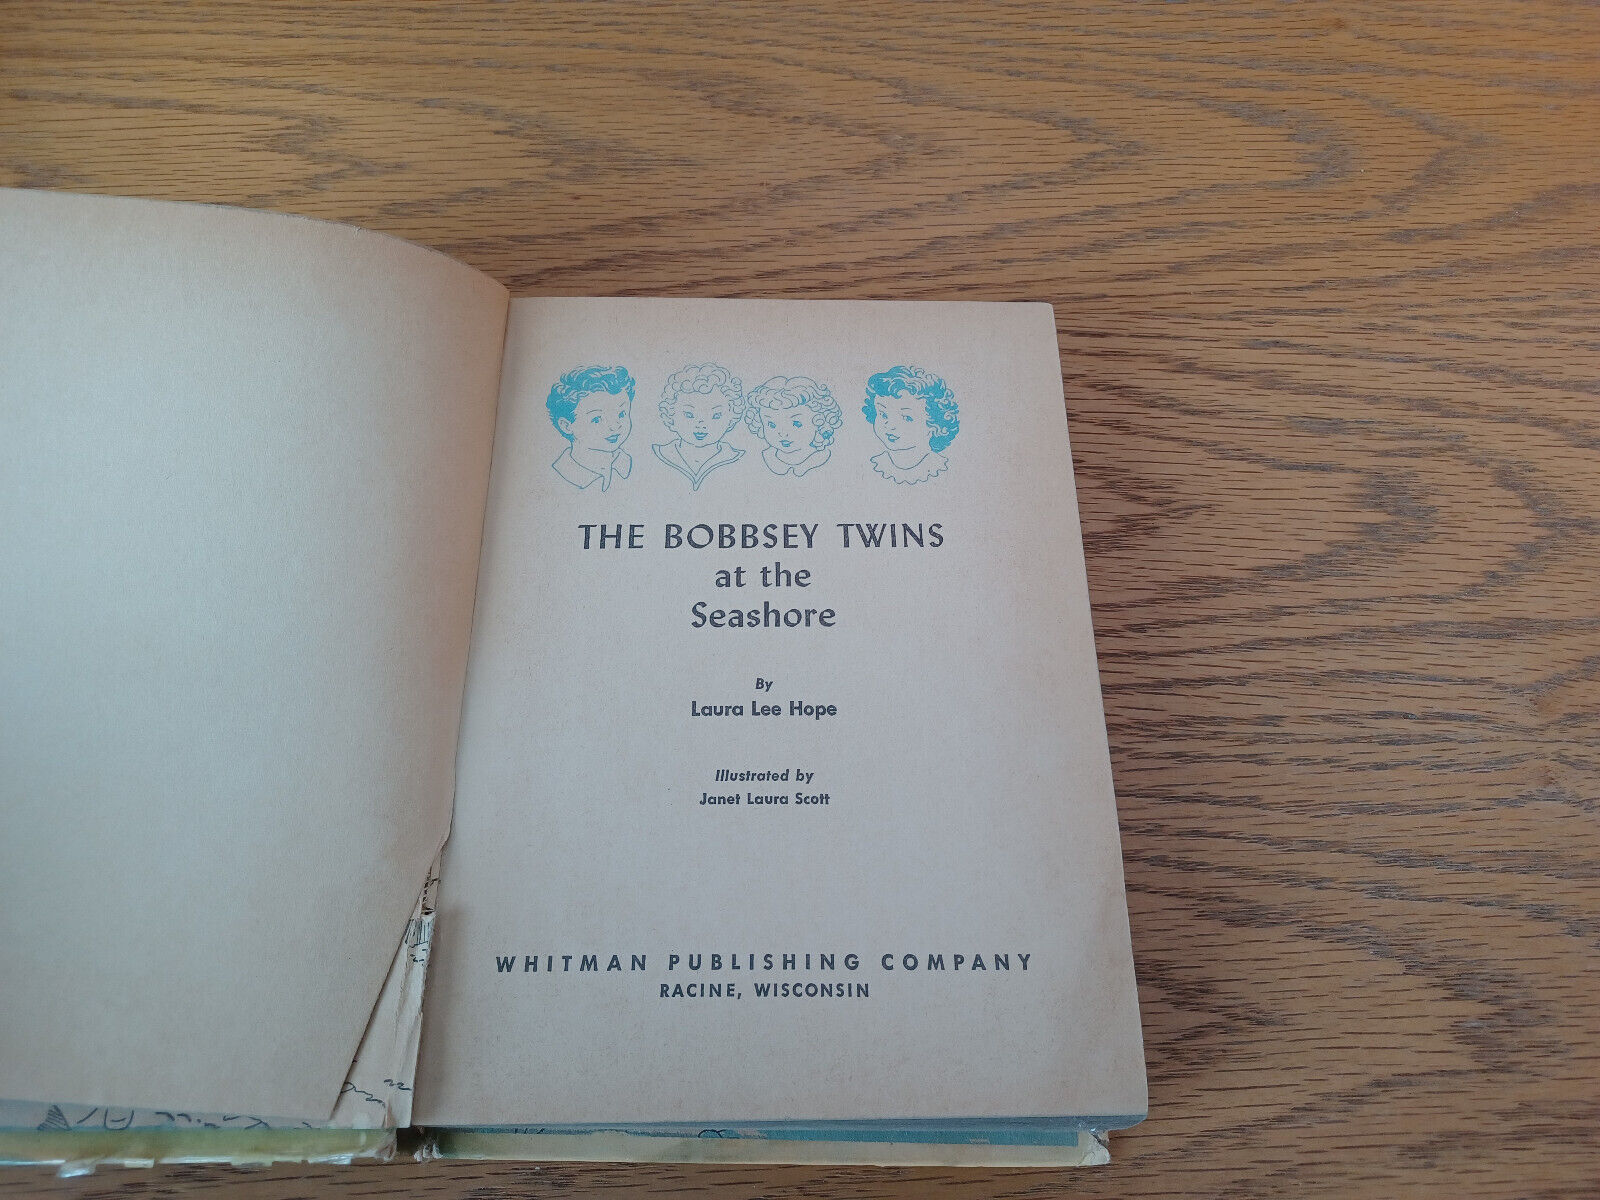 THE BOBBSEY TWINS
at the
Seashore
By
Laura Lee Hope
Illustrated by
Janet Laura Scott
WHITMAN PUBLISHING COMPANY
RACINE, WISCONSIN